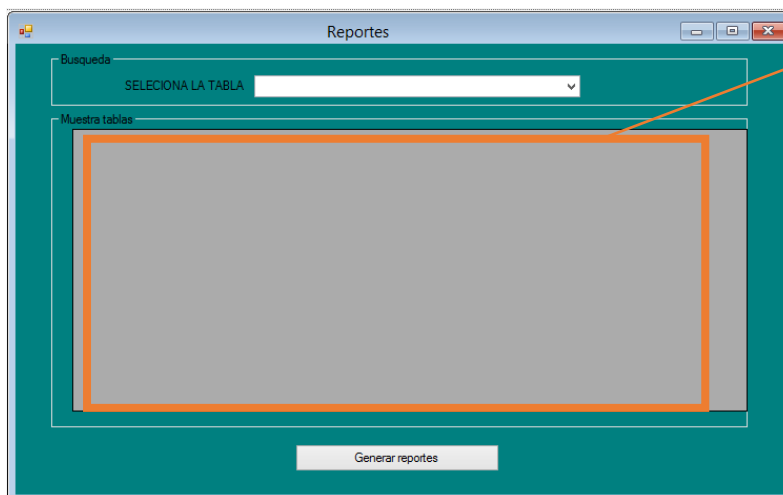 Reportes
Busqueda
SELECIONA LA TABLA
Muestra tablas
Generar reportes